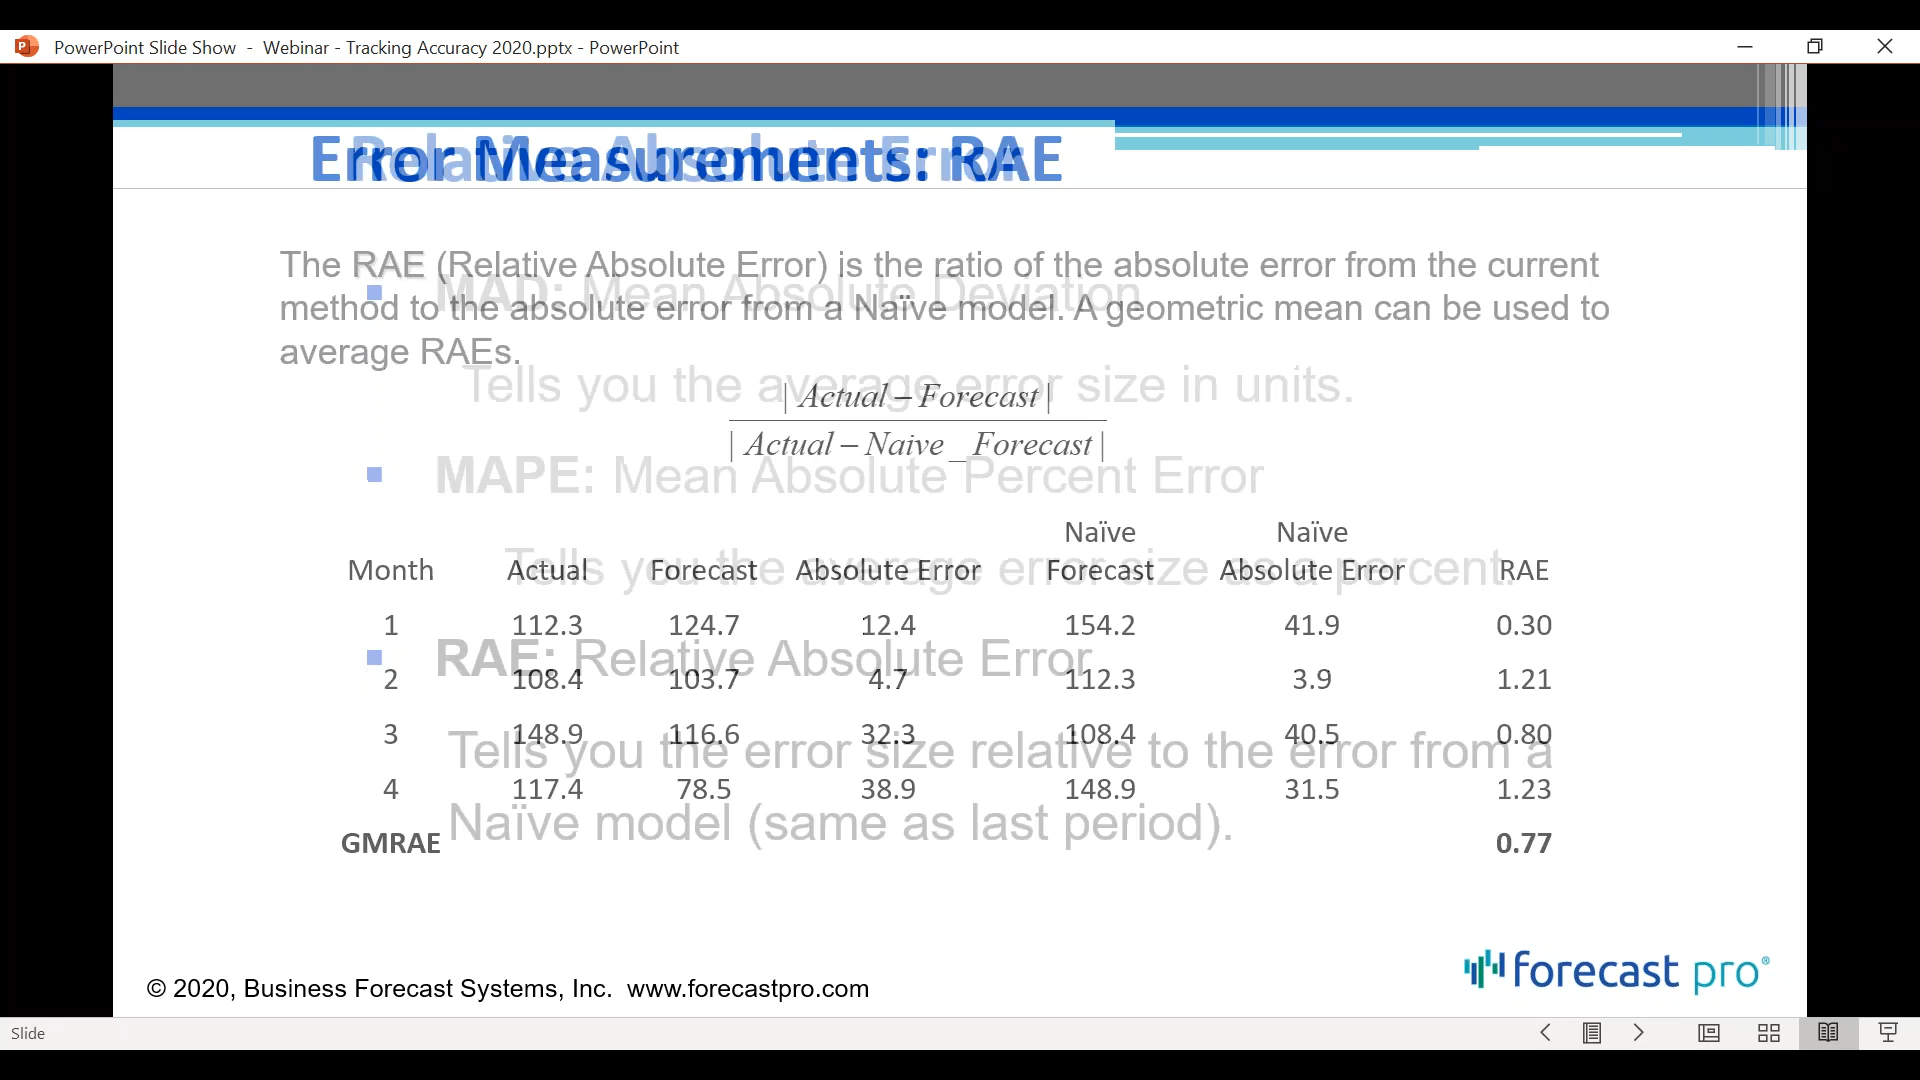 PowerPoint Slide Show - Webinar - Tracking Accuracy 2020.pptx - PowerPoint
Error Measurements: RAE
Relative Absolute Error
The RAE (Relative Absolute Error) is the ratio of the absolute error from the current
method to the absolute error from a Naïve model. A geometric mean can be used to
average RAEs.
| Actual – Forecast |
| Actual – Naive _ Forecast |
MAD: Mean Absolute Deviation
Tells you the average error size in units.
MAPE: Mean Absolute Percent Error
Tells you the average error size as a percent.
RAE: Relative Absolute Error
Tells you the error size relative to the error from a
Naïve model (same as last period).
Naïve Naïve
Month Actual Forecast Absolute Error Forecast Absolute Error RAE
1 112.3 124.7 12.4 154.2 41.9 0.30
2 108.4 103.7 4.7 112.3 3.9 1.21
3 148.9 116.6 32.3 108.4 40.5 0.80
4 117.4 78.5 38.9 148.9 31.5 1.23
GMRAE 0.77
© 2020, Business Forecast Systems, Inc. www.forecastpro.com
forecast pro®
Slide